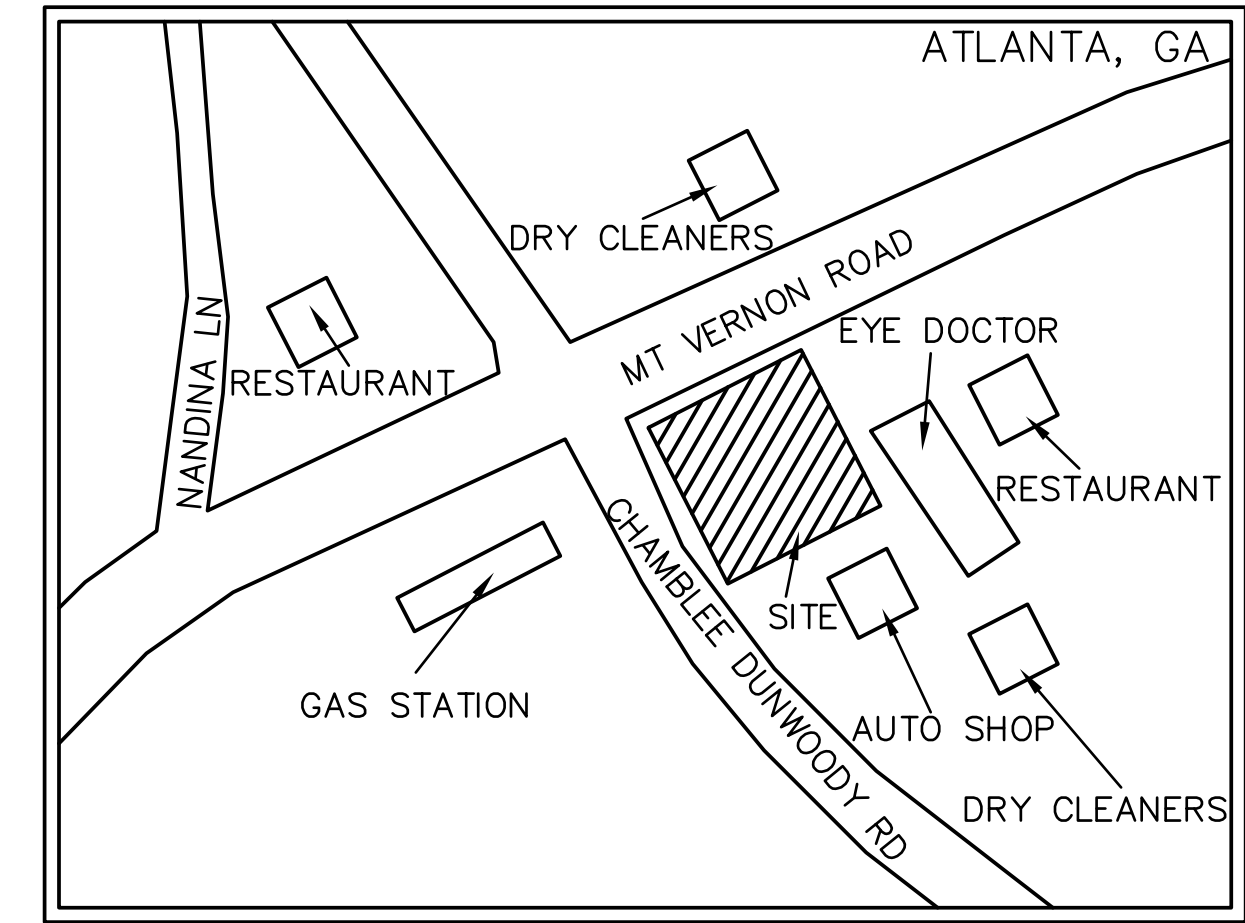 ATLANTA, GA
DRY CLEANERS
MT VERNON ROAD
EYE DOCTOR
NANDINA LN
RESTAURANT
RESTAURANT
CHAMBLEE DUNWOODY RD
SITE
GAS STATION
AUTO SHOP
DRY CLEANERS